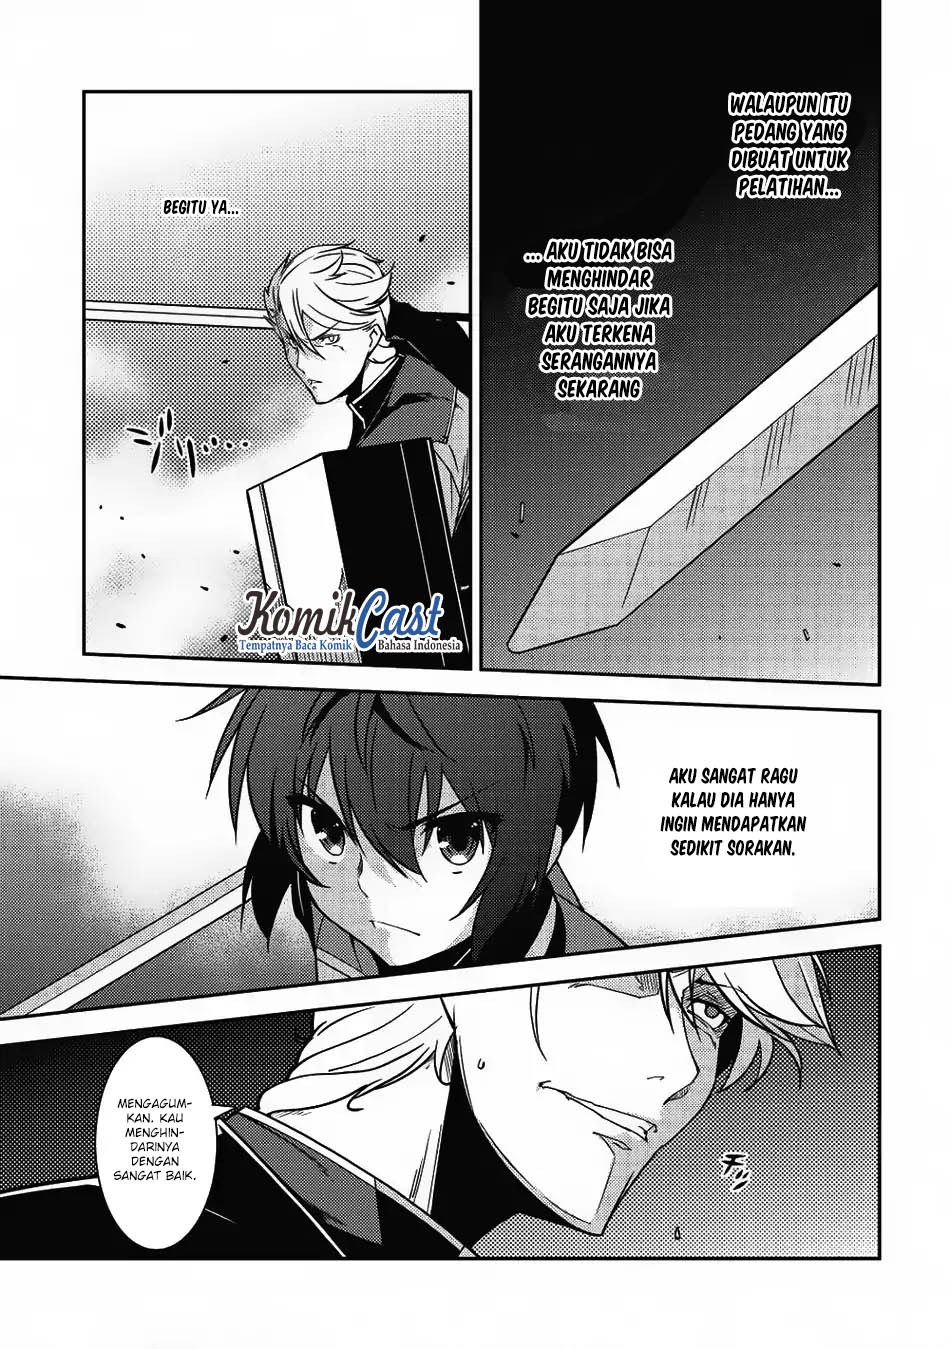 WALAUPUN ITU
PEDANG YANG
DIBUAT UNTUK
PELATIHAN...
... AKU TIDAK BISA
MENGHINDAR
BEGITU SAJA JIKA
AKU TERKENA
SERANGANNYA
SEKARANG
BEGITU YA...
KomikCast
Tempatnya Baca Komik Bahasa Indonesia
AKU SANGAT RAGU
KALAU DIA HANYA
INGIN MENDAPATKAN
SEDIKIT SORAKAN.
MENGAGUM-
KAN. KAU
MENGHIN-
DARINYA
DENGAN
SANGAT BAIK.